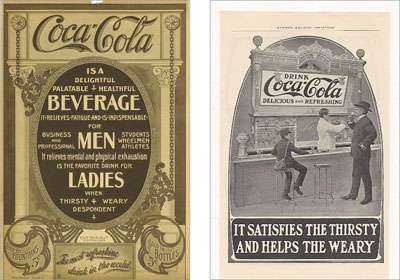 Coca-Cola
IS A
DELIGHTFUL
PALATABLE HEALTHFUL
BEVERAGE
IT RELIEVES FATIGUE AND IS INDISPENSABLE
FOR
BUSINESS AND PROFESSIONAL MEN STUDENTS WHEELMEN ATHLETES
It relieves mental and physical exhaustion
IS THE FAVORITE DRINK FOR
LADIES
WHEN
THIRSTY WEARY
DESPONDENT
5¢ AT FOUNTAINS
The most refreshing
drink in the world.
5¢ BOTTLES
DRINK
Coca-Cola
DELICIOUS AND REFRESHING
IT SATISFIES THE THIRSTY
AND HELPS THE WEARY